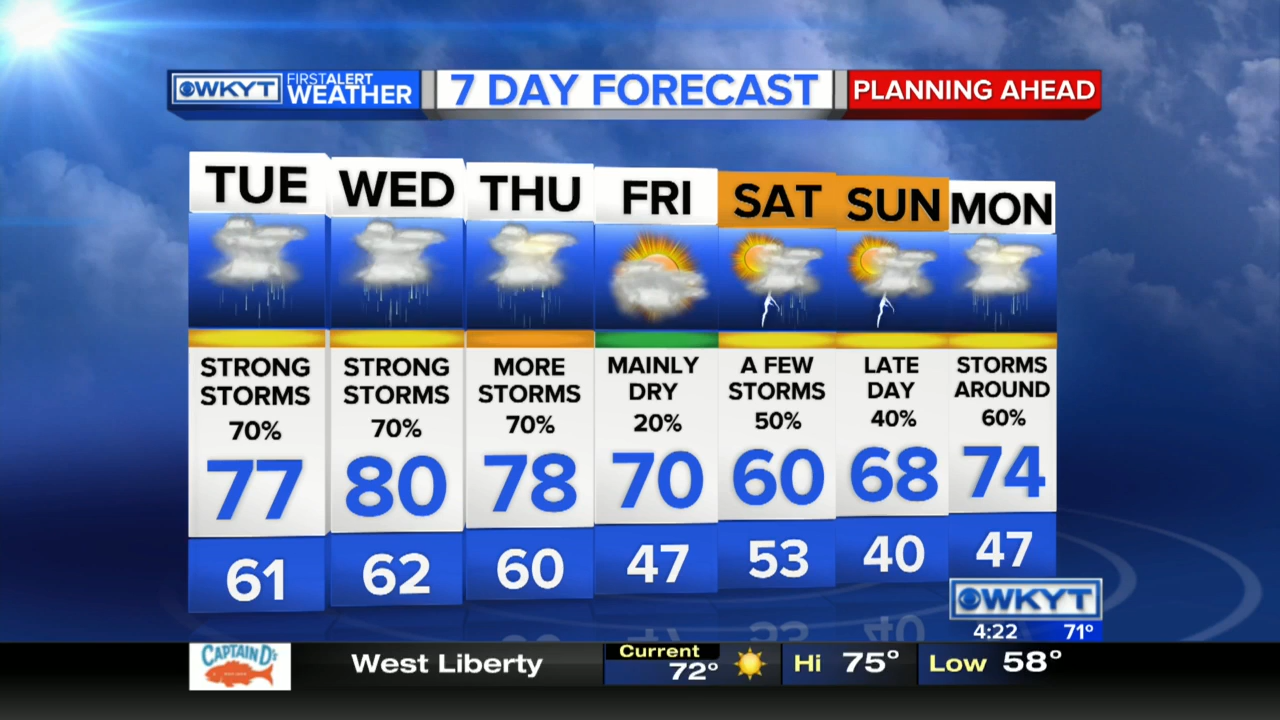 WKYT FIRST ALERT WEATHER
7 DAY FORECAST
PLANNING AHEAD
TUE WED THU FRI SAT SUN MON
STRONG STORMS 70%
77
61
STRONG STORMS 70%
80
62
MORE STORMS 70%
78
60
MAINLY DRY 20%
70
47
A FEW STORMS 50%
60
53
LATE DAY 40%
68
40
STORMS AROUND 60%
74
47
WKYT
4:22 71°
CAPTAIN D's
West Liberty
Current 72°
Hi 75°
Low 58°